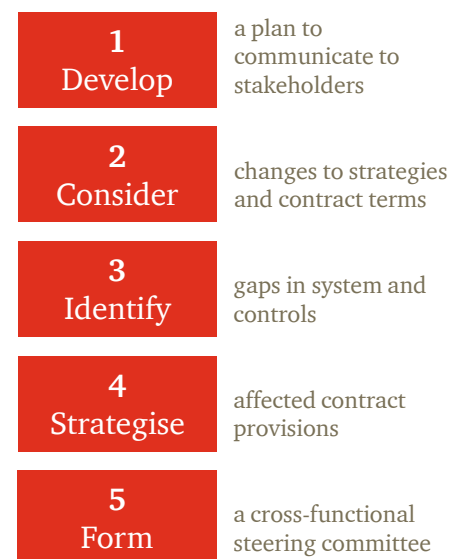 1
Develop
a plan to
communicate to
stakeholders
2
Consider
changes to strategies
and contract terms
3
Identify
gaps in system and
controls
4
Strategise
affected contract
provisions
5
Form
a cross-functional
steering committee